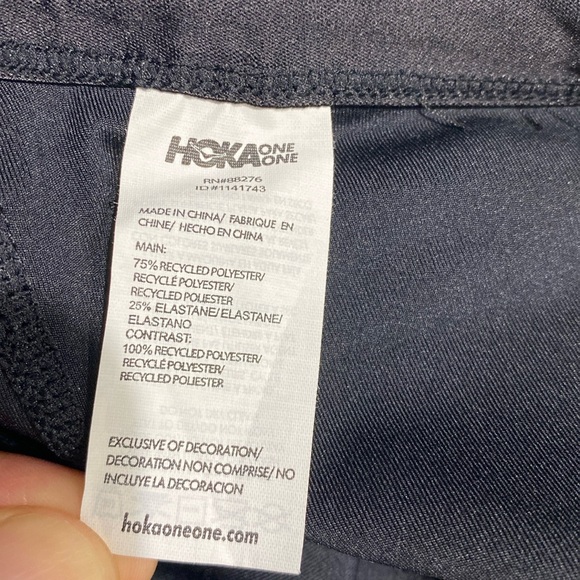 HOKA ONE ONE
RN#88276
ID#1141743
MADE IN CHINA/ FABRIQUE EN
CHINE/ HECHO EN CHINA
MAIN:
75% RECYCLED POLYESTER/
RECYCLÉ POLYESTER/
RECYCLED POLIESTER
25% ELASTANE/ELASTANE/
ELASTANO
CONTRAST:
100% RECYCLED POLYESTER/
RECYCLÉ POLYESTER/
RECYCLED POLIESTER
EXCLUSIVE OF DECORATION/
DECORATION NON COMPRISE/NO
INCLUYE LA DECORACION
hokaoneone.com